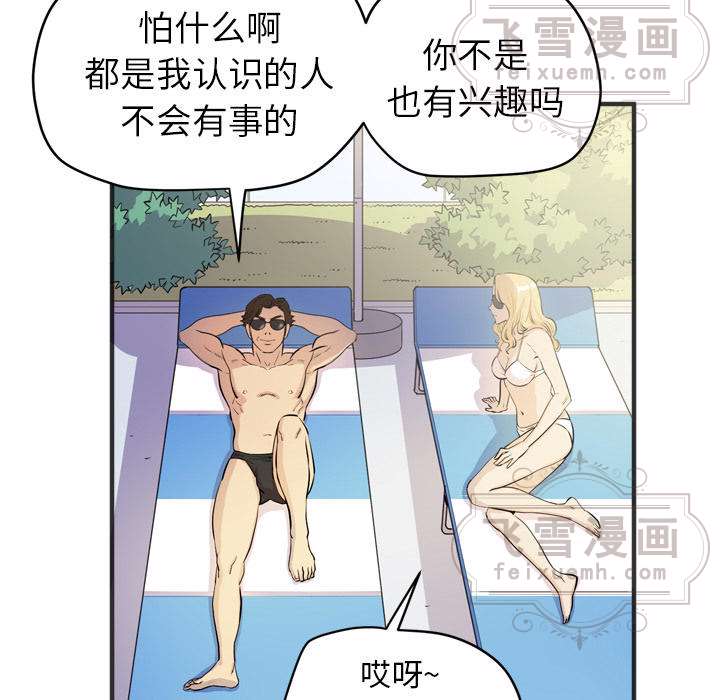 怕什么啊
都是我认识的人
不会有事的
你不是
也有兴趣吗
飞雪漫画
feixuemh.com
飞雪漫画
feixuemh.com
哎呀~